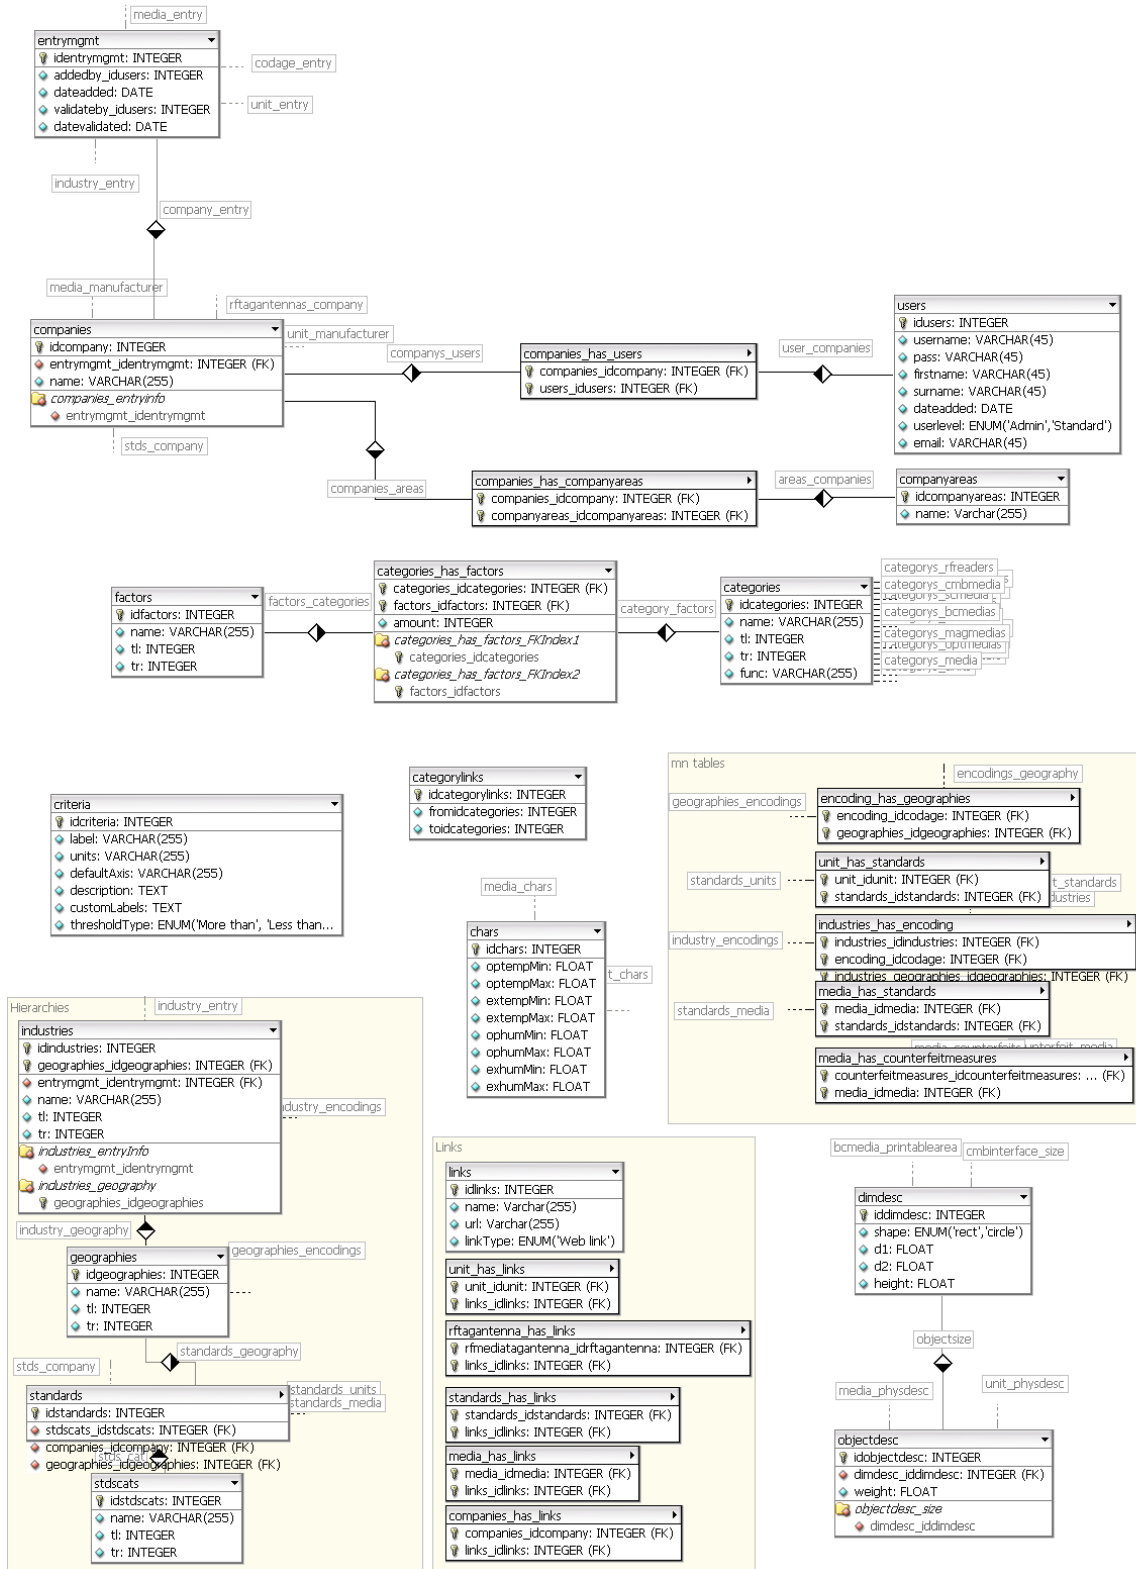 media_entry
entrymgmt
identrymgmt: INTEGER
addedby_idusers: INTEGER
dateadded: DATE
validateby_idusers: INTEGER
datevalidated: DATE
codage_entry
unit_entry
industry_entry
company_entry
media_manufacturer
rftagantennas_company
unit_manufacturer
companies
idcompany: INTEGER
entrymgmt_identrymgmt: INTEGER (FK)
name: VARCHAR(255)
companies_entryinfo
entrymgmt_identrymgmt
stds_company
companys_users
companies_has_users
companies_idcompany: INTEGER (FK)
users_idusers: INTEGER (FK)
user_companies
users
idusers: INTEGER
username: VARCHAR(45)
pass: VARCHAR(45)
firstname: VARCHAR(45)
surname: VARCHAR(45)
dateadded: DATE
userlevel: ENUM('Admin','Standard')
email: VARCHAR(45)
companies_areas
companies_has_companyareas
companies_idcompany: INTEGER (FK)
companyareas_idcompanyareas: INTEGER (FK)
areas_companies
companyareas
idcompanyareas: INTEGER
name: Varchar(255)
factors
idfactors: INTEGER
name: VARCHAR(255)
tl: INTEGER
tr: INTEGER
factors_categories
categories_has_factors
categories_idcategories: INTEGER (FK)
factors_idfactors: INTEGER (FK)
amount: INTEGER
categories_has_factors_FKIndex1
categories_idcategories
categories_has_factors_FKIndex2
factors_idfactors
category_factors
categories
idcategories: INTEGER
name: VARCHAR(255)
tl: INTEGER
tr: INTEGER
func: VARCHAR(255)
categorys_rfreaders
categorys_cmbmedia
categorys_bcmedias
categorys_magmedias
categorys_optmedias
categorys_media
criteria
idcriteria: INTEGER
label: VARCHAR(255)
units: VARCHAR(255)
defaultAxis: VARCHAR(255)
description: TEXT
customLabels: TEXT
thresholdType: ENUM('More than', 'Less than...
categorylinks
idcategorylinks: INTEGER
fromidcategories: INTEGER
toidcategories: INTEGER
media_chars
chars
idchars: INTEGER
optempMin: FLOAT
optempMax: FLOAT
extempMin: FLOAT
extempMax: FLOAT
ophumMin: FLOAT
ophumMax: FLOAT
exhumMin: FLOAT
exhumMax: FLOAT
t_chars
mn tables
encodings_geography
geographies_encodings
encoding_has_geographies
encoding_idcodage: INTEGER (FK)
geographies_idgeographies: INTEGER (FK)
standards_units
unit_has_standards
unit_idunit: INTEGER (FK)
standards_idstandards: INTEGER (FK)
t_standards
dustries
industry_encodings
industries_has_encoding
industries_idindustries: INTEGER (FK)
encoding_idcodage: INTEGER (FK)
industries_geographies_idgeographies: INTEGER (FK)
standards_media
media_has_standards
media_idmedia: INTEGER (FK)
standards_idstandards: INTEGER (FK)
media_has_counterfeitmeasures
counterfeitmeasures_idcounterfeitmeasures: ... (FK)
media_idmedia: INTEGER (FK)
Hierarchies
industry_entry
industries
idindustries: INTEGER
geographies_idgeographies: INTEGER (FK)
entrymgmt_identrymgmt: INTEGER (FK)
name: VARCHAR(255)
tl: INTEGER
tr: INTEGER
industries_entryInfo
entrymgmt_identrymgmt
industries_geography
geographies_idgeographies
ndustry_encodings
industry_geography
geographies
idgeographies: INTEGER
name: VARCHAR(255)
tl: INTEGER
tr: INTEGER
geographies_encodings
standards_geography
stds_company
standards
idstandards: INTEGER
stdscats_idstdscats: INTEGER (FK)
companies_idcompany: INTEGER (FK)
geographies_idgeographies: INTEGER (FK)
standards_units
standards_media
stds_cat
stdscats
idstdscats: INTEGER
name: VARCHAR(255)
tl: INTEGER
tr: INTEGER
Links
links
idlinks: INTEGER
name: Varchar(255)
url: Varchar(255)
linkType: ENUM('Web link')
unit_has_links
unit_idunit: INTEGER (FK)
links_idlinks: INTEGER (FK)
rftagantenna_has_links
rfmediatagantenna_idrftagantenna: INTEGER (FK)
links_idlinks: INTEGER (FK)
standards_has_links
standards_idstandards: INTEGER (FK)
links_idlinks: INTEGER (FK)
media_has_links
media_idmedia: INTEGER (FK)
links_idlinks: INTEGER (FK)
companies_has_links
companies_idcompany: INTEGER (FK)
links_idlinks: INTEGER (FK)
bcmedia_printablearea
cmbinterface_size
dimdesc
iddimdesc: INTEGER
shape: ENUM('rect','circle')
d1: FLOAT
d2: FLOAT
height: FLOAT
objectsize
media_physdesc
unit_physdesc
objectdesc
idobjectdesc: INTEGER
dimdesc_iddimdesc: INTEGER (FK)
weight: FLOAT
objectdesc_size
dimdesc_iddimdesc